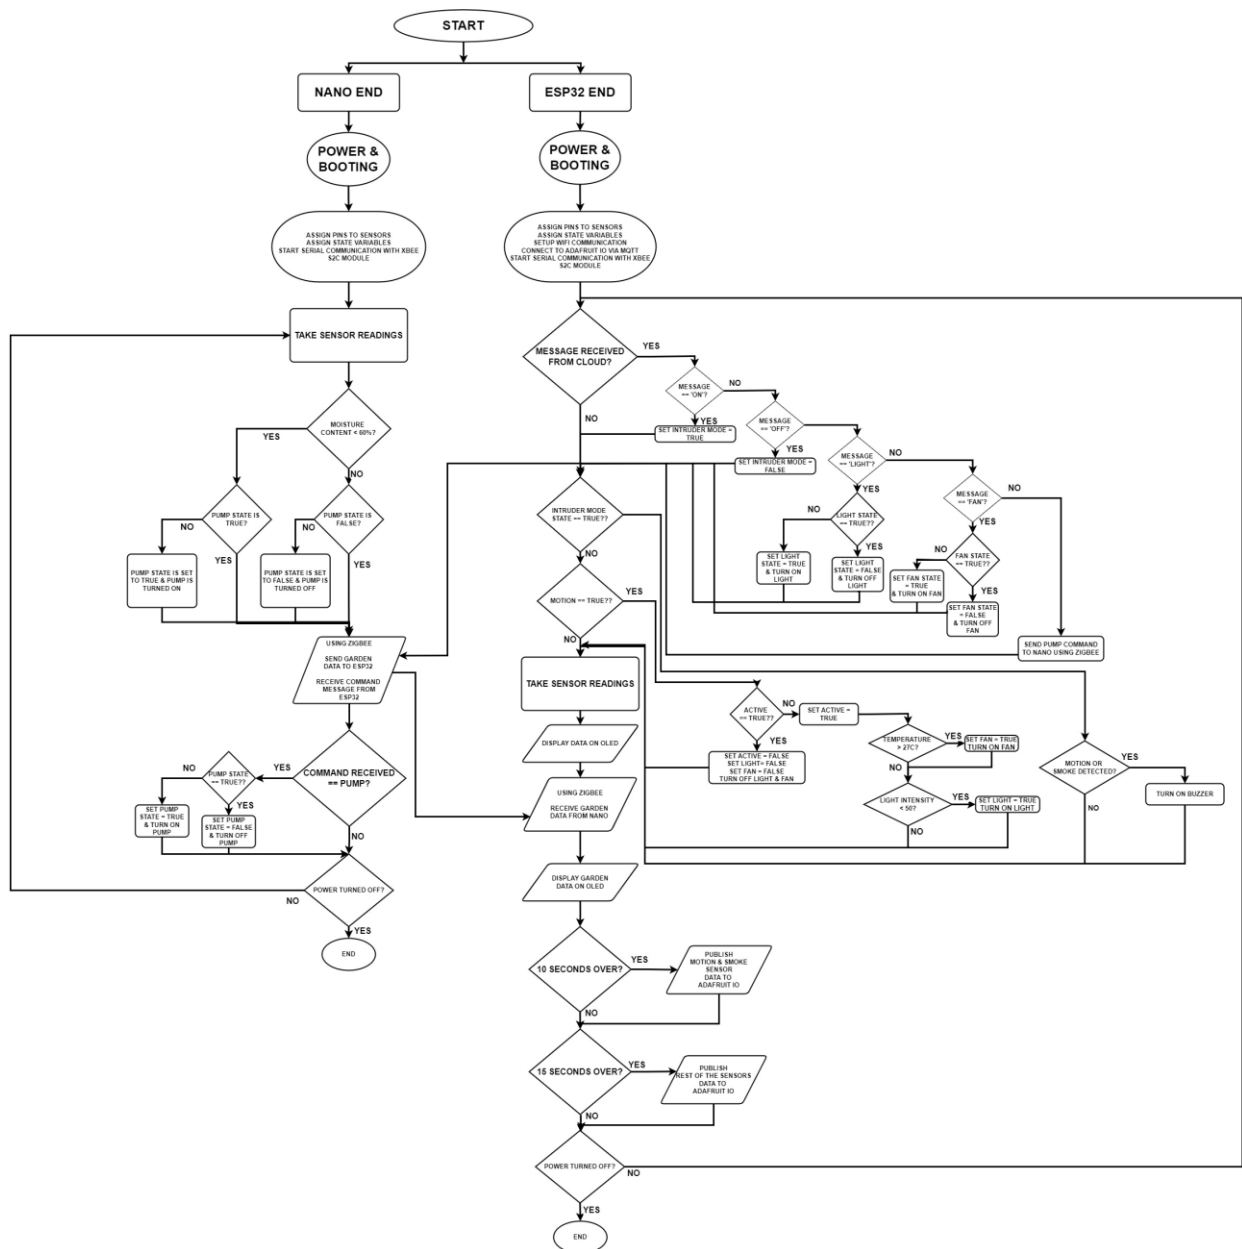 START
NANO END
ESP32 END
POWER &
BOOTING
POWER &
BOOTING
ASSIGN PINS TO SENSORS
ASSIGN STATE VARIABLES
START SERIAL COMMUNICATION WITH XBEE
S2C MODULE
ASSIGN PINS TO SENSORS
ASSIGN STATE VARIABLES
SETUP WIFI COMMUNICATION
CONNECT TO ADAFRUIT IO VIA MQTT
START SERIAL COMMUNICATION WITH XBEE
S2C MODULE
TAKE SENSOR READINGS
MOISTURE
CONTENT < 60%?
YES
NO
PUMP STATE IS
TRUE?
NO
YES
PUMP STATE IS
FALSE?
NO
YES
PUMP STATE IS SET
TO TRUE & PUMP IS
TURNED ON
PUMP STATE IS SET
TO FALSE & PUMP IS
TURNED OFF
USING ZIGBEE
SEND GARDEN
DATA TO ESP32
RECEIVE COMMAND
MESSAGE FROM
ESP32
COMMAND RECEIVED
== PUMP?
YES
NO
PUMP STATE
== TRUE??
NO
YES
SET PUMP
STATE = TRUE
& TURN ON
PUMP
SET PUMP
STATE = FALSE
& TURN OFF
PUMP
POWER TURNED OFF?
NO
YES
END
MESSAGE RECEIVED
FROM CLOUD?
YES
NO
MESSAGE
== 'ON'?
NO
YES
SET INTRUDER MODE =
TRUE
MESSAGE
== 'OFF'?
NO
YES
SET INTRUDER MODE =
FALSE
MESSAGE
== 'LIGHT'?
NO
YES
LIGHT STATE
== TRUE??
NO
YES
SET LIGHT
STATE = TRUE
& TURN ON
LIGHT
SET LIGHT
STATE = FALSE
& TURN OFF
LIGHT
MESSAGE
== 'FAN'?
NO
YES
FAN STATE
== TRUE??
NO
YES
SET FAN STATE
= TRUE
& TURN ON FAN
SET FAN STATE
= FALSE
& TURN OFF
FAN
SEND PUMP COMMAND
TO NANO USING ZIGBEE
INTRUDER MODE
STATE == TRUE??
YES
NO
MOTION == TRUE??
YES
NO
TAKE SENSOR READINGS
DISPLAY DATA ON OLED
USING ZIGBEE
RECEIVE GARDEN
DATA FROM NANO
DISPLAY GARDEN
DATA ON OLED
ACTIVE
== TRUE??
NO
YES
SET ACTIVE =
TRUE
SET ACTIVE = FALSE
SET LIGHT= FALSE
SET FAN = FALSE
TURN OFF LIGHT & FAN
TEMPERATURE
> 27C?
YES
NO
SET FAN = TRUE
TURN ON FAN
LIGHT INTENSITY
< 50?
YES
NO
SET LIGHT = TRUE
TURN ON LIGHT
MOTION OR
SMOKE DETECTED?
YES
NO
TURN ON BUZZER
10 SECONDS OVER?
YES
NO
PUBLISH
MOTION & SMOKE
SENSOR
DATA TO
ADAFRUIT IO
15 SECONDS OVER?
YES
NO
PUBLISH
REST OF THE SENSORS
DATA TO
ADAFRUIT IO
POWER TURNED OFF?
NO
YES
END